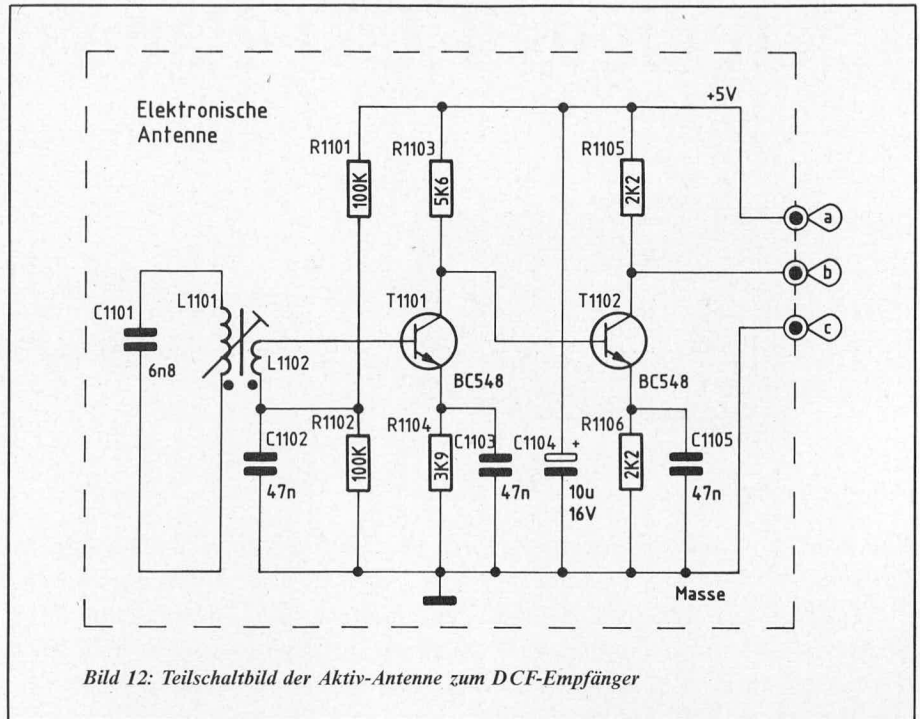 Elektronische
Antenne
+5V
R1101
R1103
R1105
100K
5K6
2K2
a
b
c
C1101
6n8
L1101
L1102
T1101
BC548
T1102
BC548
R1102
R1104
C1103
C1104
+
R1106
C1105
C1102
47n
100K
3K9
47n
10u
16V
2K2
47n
Masse
Bild 12: Teilschaltbild der Aktiv-Antenne zum DCF-Empfänger